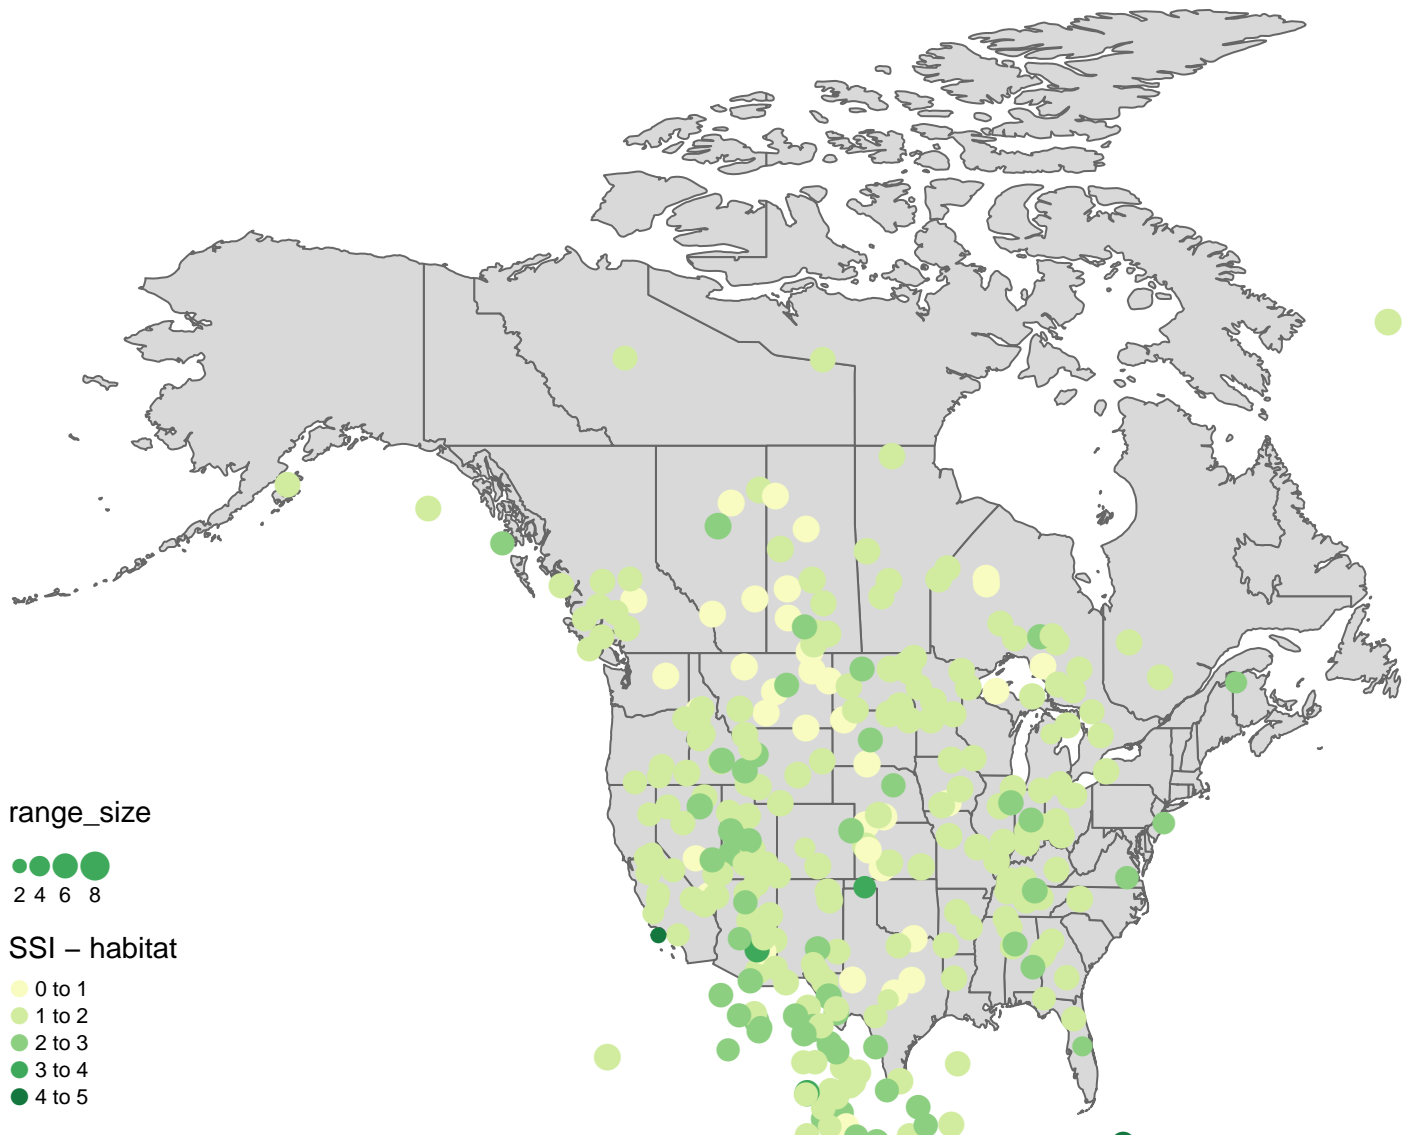 range_size
2 4 6 8
SSI – habitat
0 to 1
1 to 2
2 to 3
3 to 4
4 to 5